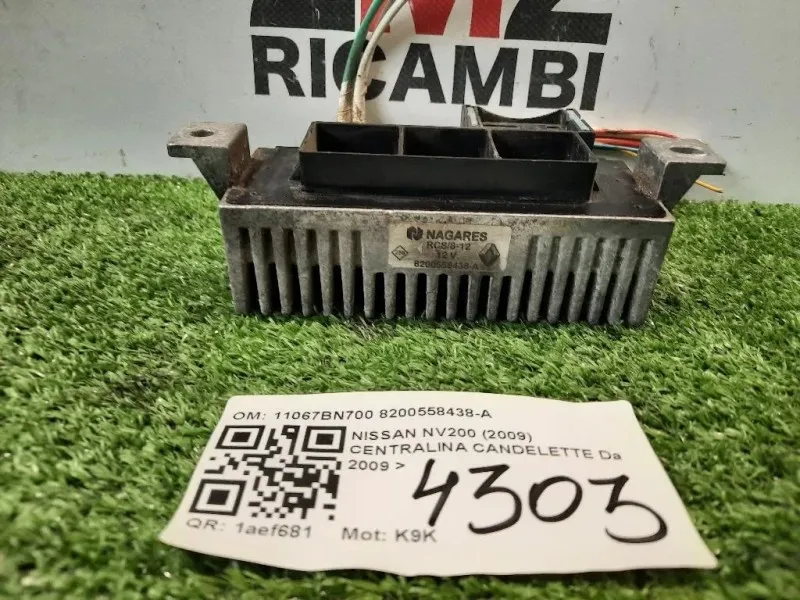 RICAMBI
NAGARES
RCS/8-12
12 V.
8200558438-A
OM: 11067BN700 8200558438-A
NISSAN NV200 (2009)
CENTRALINA CANDELETTE Da
2009 >
4303
QR: 1aef681
Mot: K9K